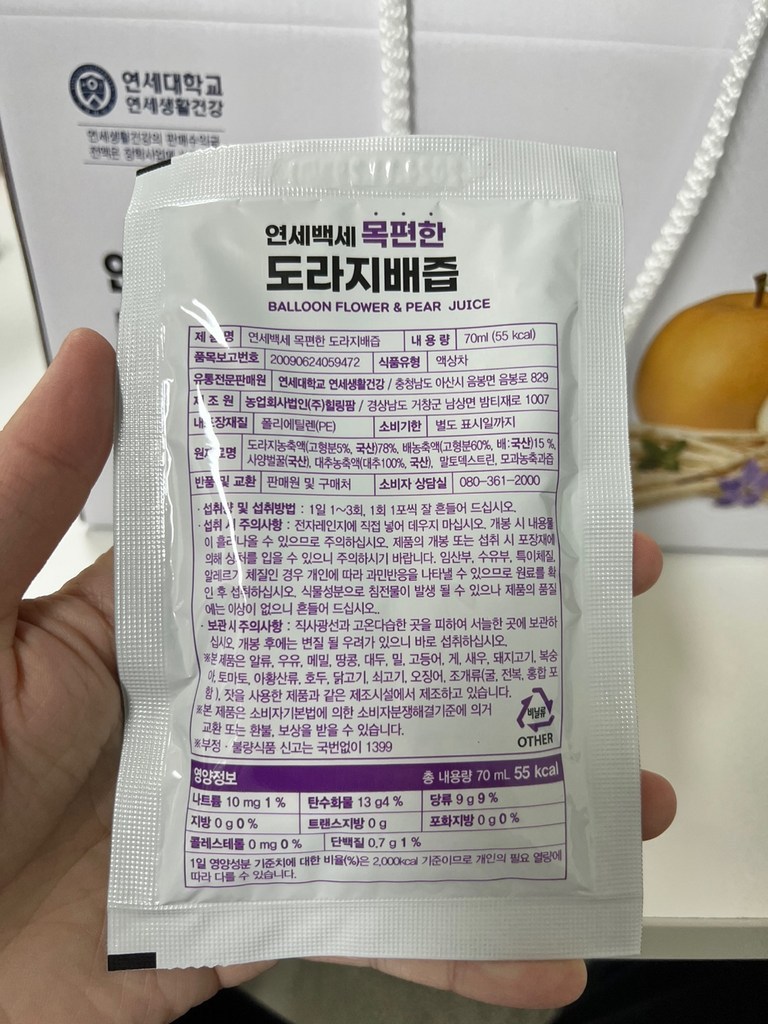 연세대학교
연세생활건강
연세생활건강의 판매수익금
전액은 장학사업에
연세백세 목편한
도라지배즙
BALLOON FLOWER & PEAR JUICE
제품명 연세백세 목편한 도라지배즙 내용량 70ml (55 kcal)
품목보고번호 20090624059472 식품유형 액상차
유통전문판매원 연세대학교 연세생활건강 / 충청남도 아산시 음봉면 음봉로 829
제조원 농업회사법인(주)힐링팜 / 경상남도 거창군 남상면 밤티재로 1007
내포장재질 폴리에틸렌(PE) 소비기한 별도 표시일까지
원재료명 도라지농축액(고형분5%, 국산)78%, 배농축액(고형분60%, 배:국산)15 %,
사양벌꿀(국산), 대추농축액(대추100%, 국산), 말토덱스트린, 모과농축과즙
반품 및 교환 판매원 및 구매처 소비자 상담실 080-361-2000
· 섭취량 및 섭취방법 : 1일 1~3회, 1회 1포씩 잘 흔들어 드십시오.
· 섭취 시 주의사항 : 전자레인지에 직접 넣어 데우지 마십시오. 개봉 시 내용물
이 흘러나올 수 있으므로 주의하십시오. 제품의 개봉 또는 섭취 시 포장재에
의해 상처를 입을 수 있으니 주의하시기 바랍니다. 임산부, 수유부, 특이체질,
알레르기 체질인 경우 개인에 따라 과민반응을 나타낼 수 있으므로 원료를 확
인 후 섭취하십시오. 식물성분으로 침전물이 발생 될 수 있으나 제품의 품질
에는 이상이 없으니 흔들어 드십시오..
· 보관 시 주의사항 : 직사광선과 고온다습한 곳을 피하여 서늘한 곳에 보관하
십시오. 개봉 후에는 변질 될 우려가 있으니 바로 섭취하십시오.
※본 제품은 알류, 우유, 메밀, 땅콩, 대두, 밀, 고등어, 게, 새우, 돼지고기, 복숭
아, 토마토, 아황산류, 호두, 닭고기, 쇠고기, 오징어, 조개류(굴, 전복, 홍합 포
함), 잣을 사용한 제품과 같은 제조시설에서 제조하고 있습니다.
※본 제품은 소비자기본법에 의한 소비자분쟁해결기준에 의거
교환 또는 환불, 보상을 받을 수 있습니다.
※부정 · 불량식품 신고는 국번없이 1399
비닐류
OTHER
영양정보 총 내용량 70 mL 55 kcal
나트륨 10 mg 1 % 탄수화물 13 g4 % 당류 9 g 9 %
지방 0 g 0 % 트랜스지방 0 g 포화지방 0 g 0 %
콜레스테롤 0 mg 0 % 단백질 0.7 g 1 %
1일 영양성분 기준치에 대한 비율(%)은 2,000kcal 기준이므로 개인의 필요 열량에
따라 다를 수 있습니다.